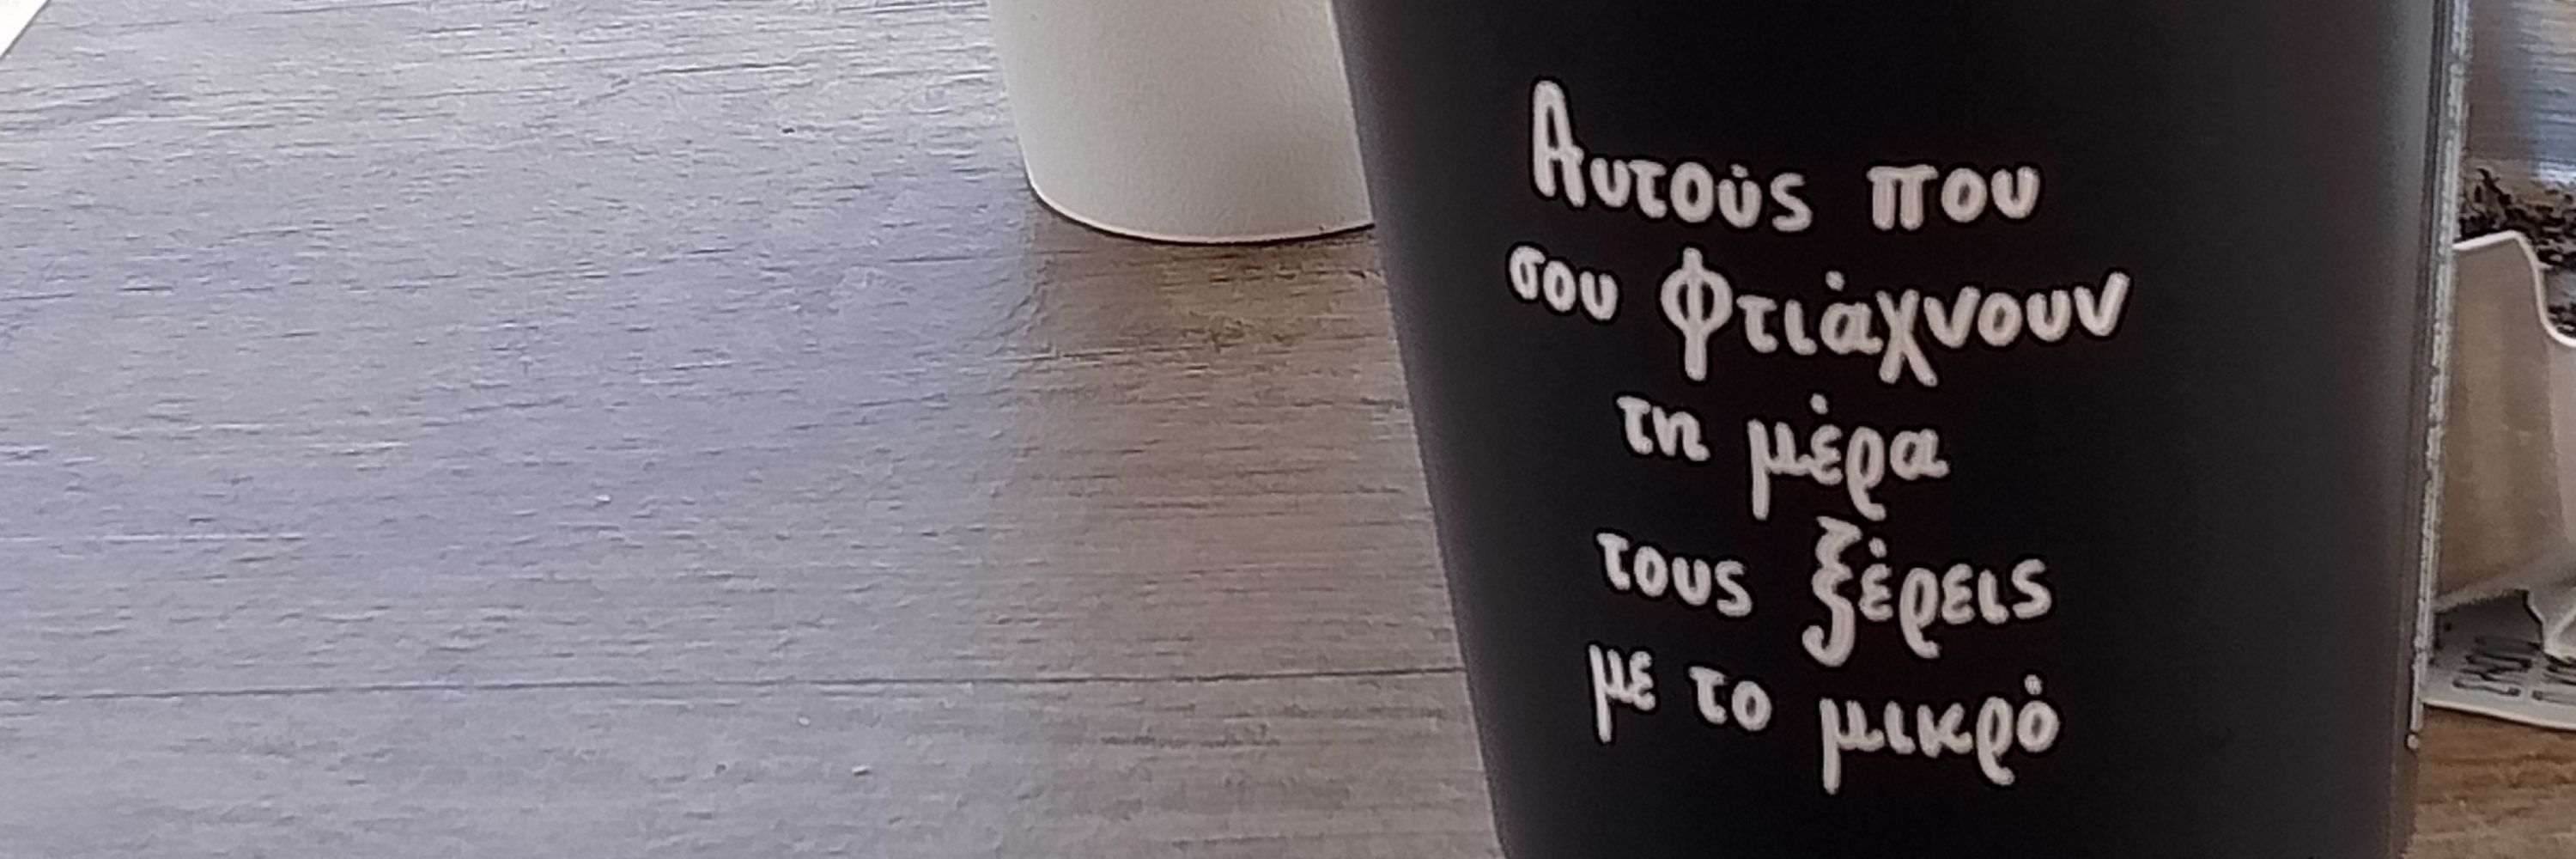 Αυτούς που
σου φτιάχνουν
τη μέρα
τους ξέρεις
με το μικρό